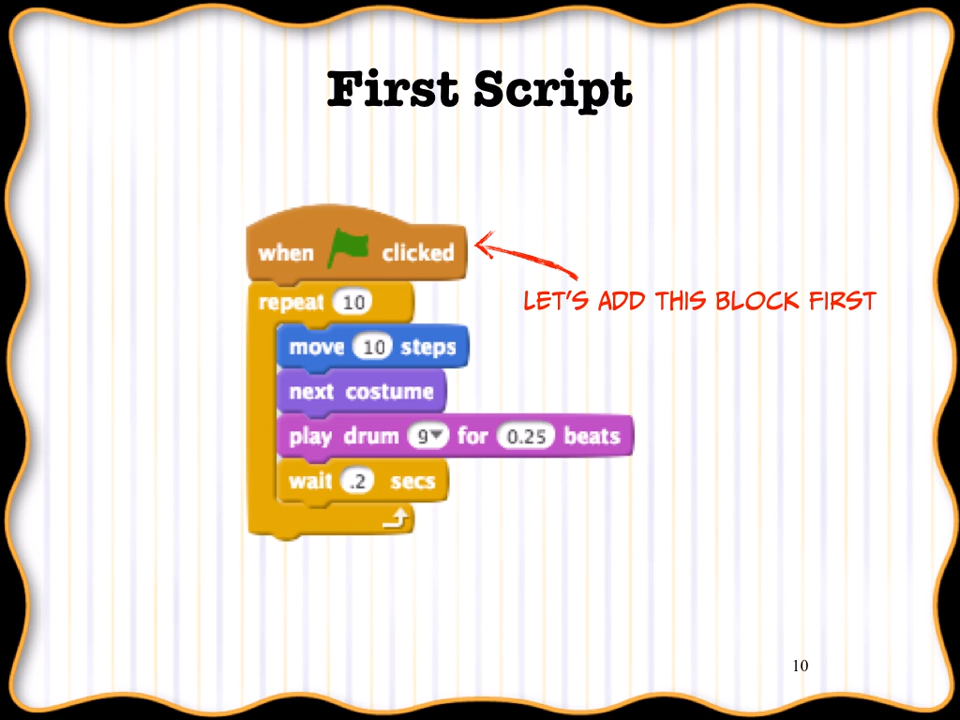 First Script
when clicked
LET'S ADD THIS BLOCK FIRST
repeat 10
move 10 steps
next costume
play drum 9 for 0.25 beats
wait .2 secs
10